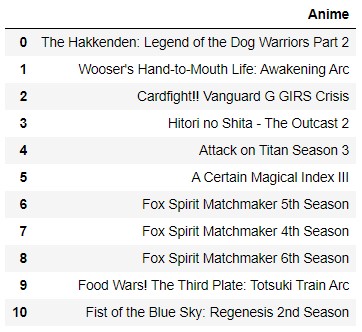 Anime
0 The Hakkenden: Legend of the Dog Warriors Part 2
1 Wooser's Hand-to-Mouth Life: Awakening Arc
2 Cardfight!! Vanguard G GIRS Crisis
3 Hitori no Shita - The Outcast 2
4 Attack on Titan Season 3
5 A Certain Magical Index III
6 Fox Spirit Matchmaker 5th Season
7 Fox Spirit Matchmaker 4th Season
8 Fox Spirit Matchmaker 6th Season
9 Food Wars! The Third Plate: Totsuki Train Arc
10 Fist of the Blue Sky: Regenesis 2nd Season